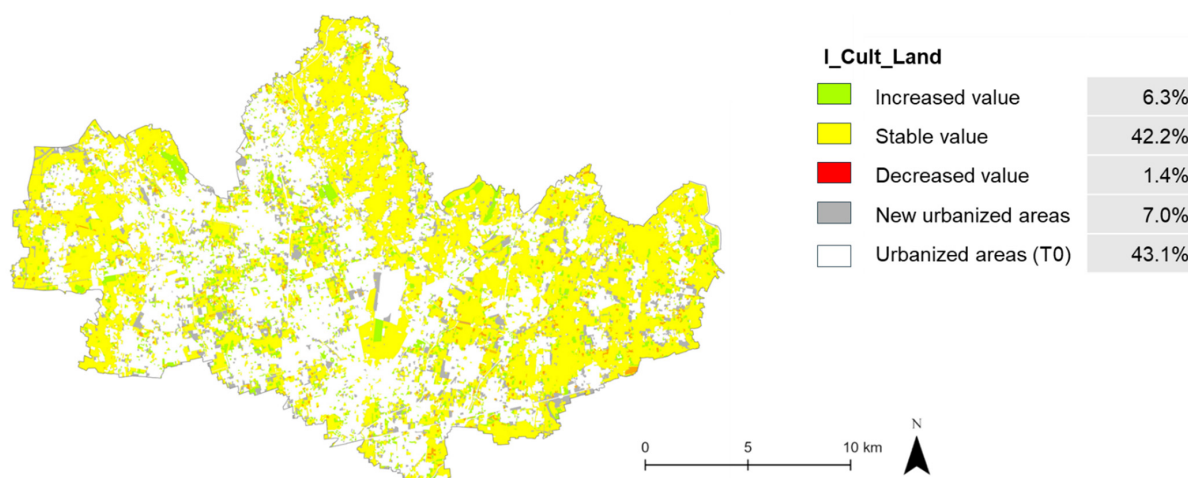 I_Cult_Land
Increased value 6.3%
Stable value 42.2%
Decreased value 1.4%
New urbanized areas 7.0%
Urbanized areas (T0) 43.1%
N
0 5 10 km